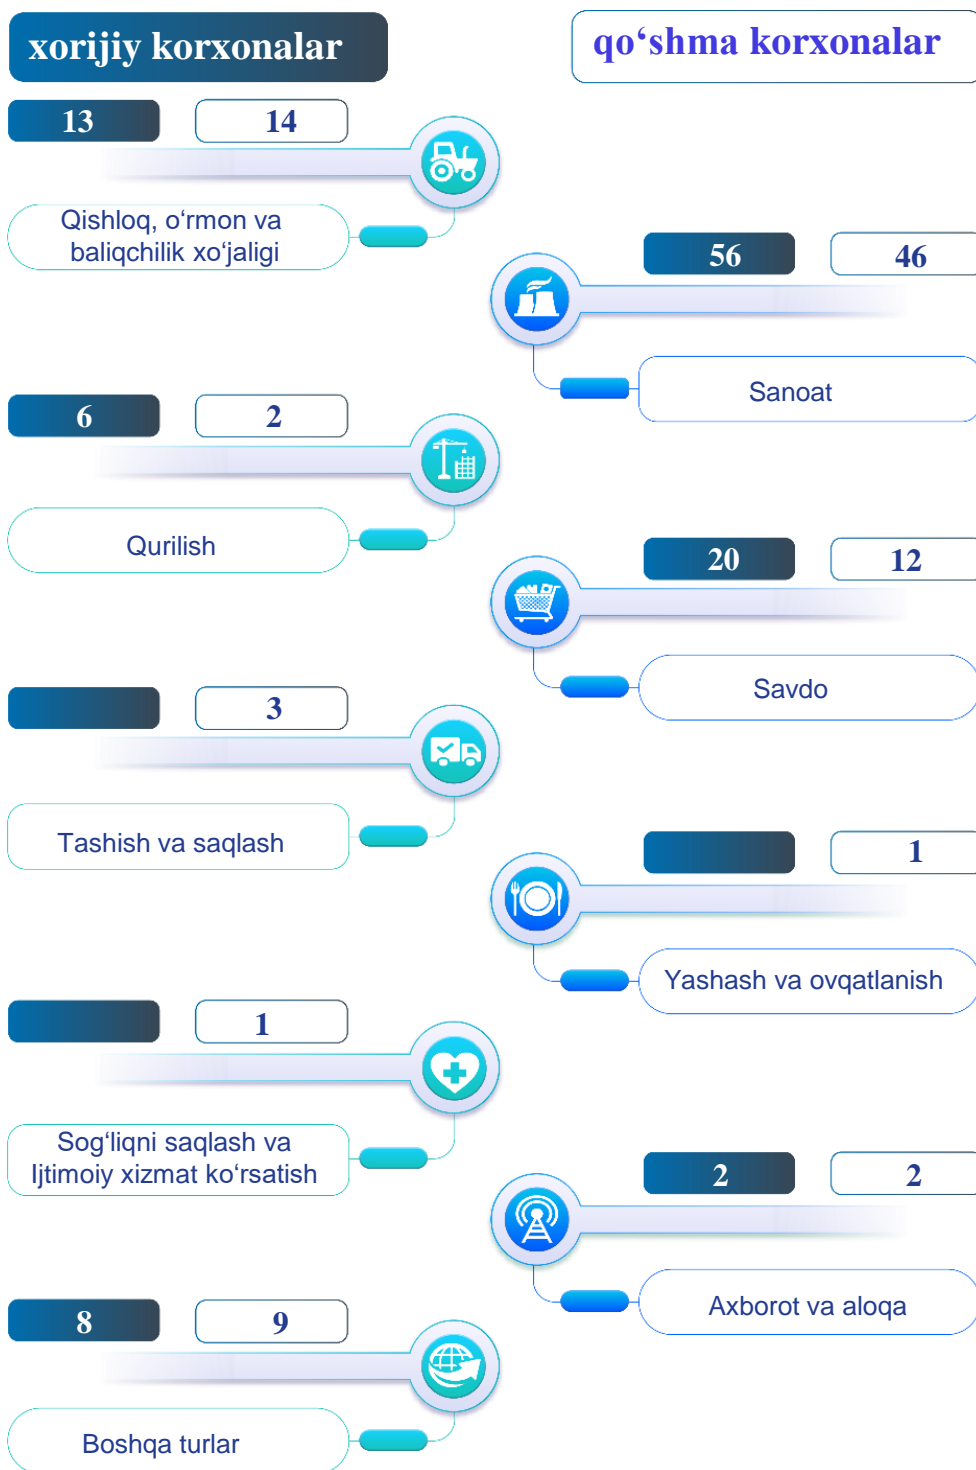 xorijiy korxonalar
qo‘shma korxonalar
13 14
Qishloq, o‘rmon va
baliqchilik xo‘jaligi
56 46
Sanoat
6 2
Qurilish
20 12
Savdo
3
Tashish va saqlash
1
Yashash va ovqatlanish
1
Sog‘liqni saqlash va
Ijtimoiy xizmat ko‘rsatish
2 2
Axborot va aloqa
8 9
Boshqa turlar